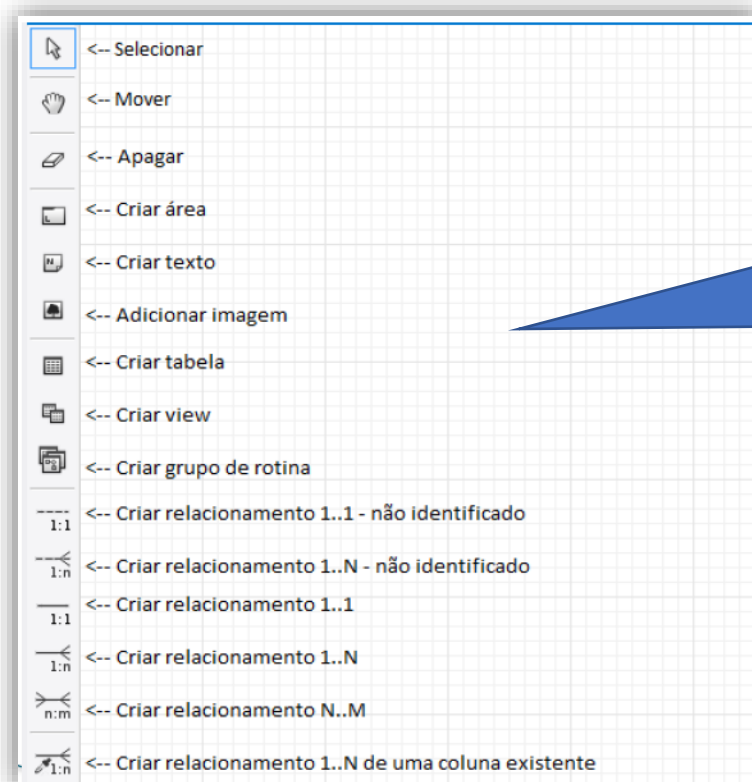 <-- Selecionar
<-- Mover
<-- Apagar
<-- Criar área
<-- Criar texto
<-- Adicionar imagem
<-- Criar tabela
<-- Criar view
<-- Criar grupo de rotina
1:1 <-- Criar relacionamento 1..1 - não identificado
1:n <-- Criar relacionamento 1..N - não identificado
1:1 <-- Criar relacionamento 1..1
1:n <-- Criar relacionamento 1..N
n:m <-- Criar relacionamento N..M
1:n <-- Criar relacionamento 1..N de uma coluna existente